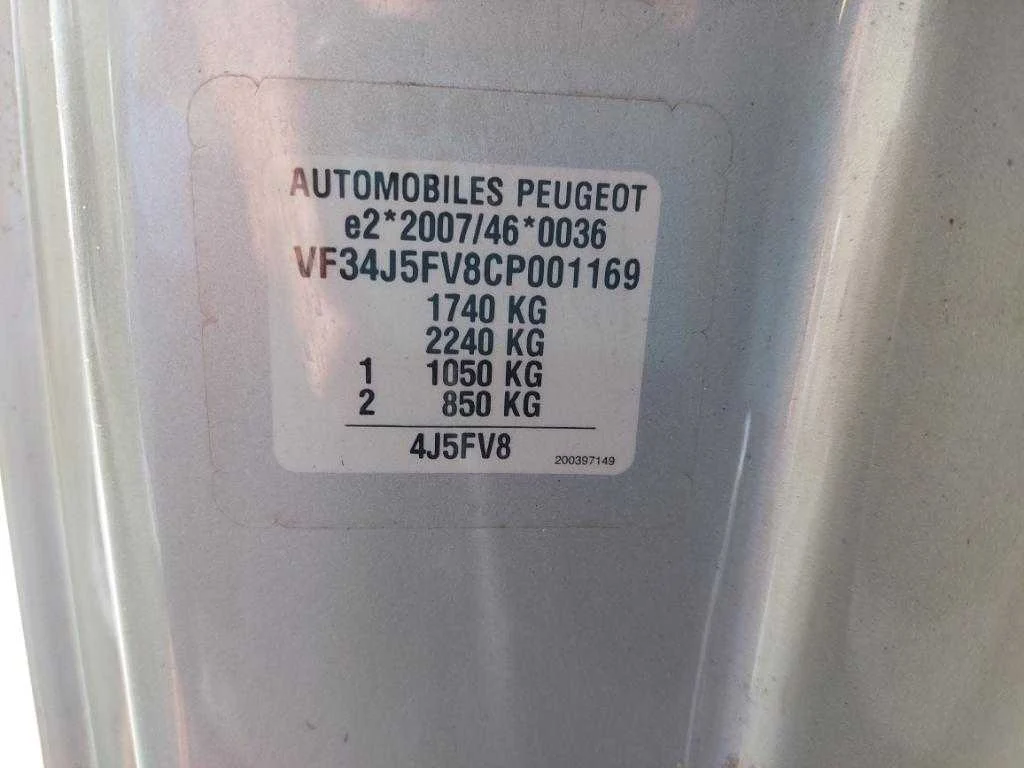 AUTOMOBILES PEUGEOT
e2*2007/46*0036
VF34J5FV8CP001169
1740 KG
2240 KG
1 1050 KG
2 850 KG
4J5FV8
200397149